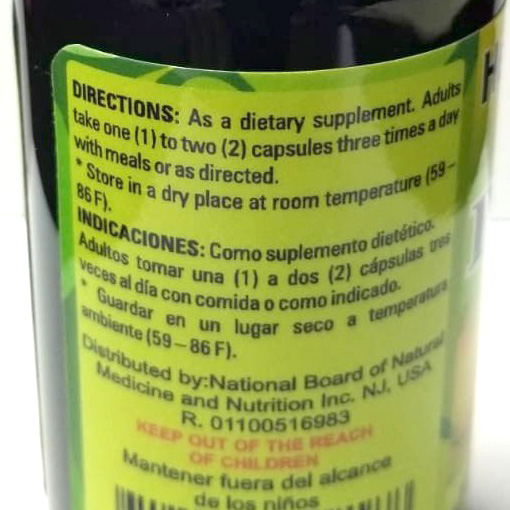 DIRECTIONS: As a dietary supplement. Adults
take one (1) to two (2) capsules three times a day
with meals or as directed.
* Store in a dry place at room temperature (59 –
86 F).
INDICACIONES: Como suplemento dietético.
Adultos tomar una (1) a dos (2) cápsulas tres
veces al día con comida o como indicado.
* Guardar en un lugar seco a temperatura
ambiente (59 – 86 F).
Distributed by:National Board of Natural
Medicine and Nutrition Inc. NJ, USA
R. 01100516983
KEEP OUT OF THE REACH
OF CHILDREN
Mantener fuera del alcance
de los niños